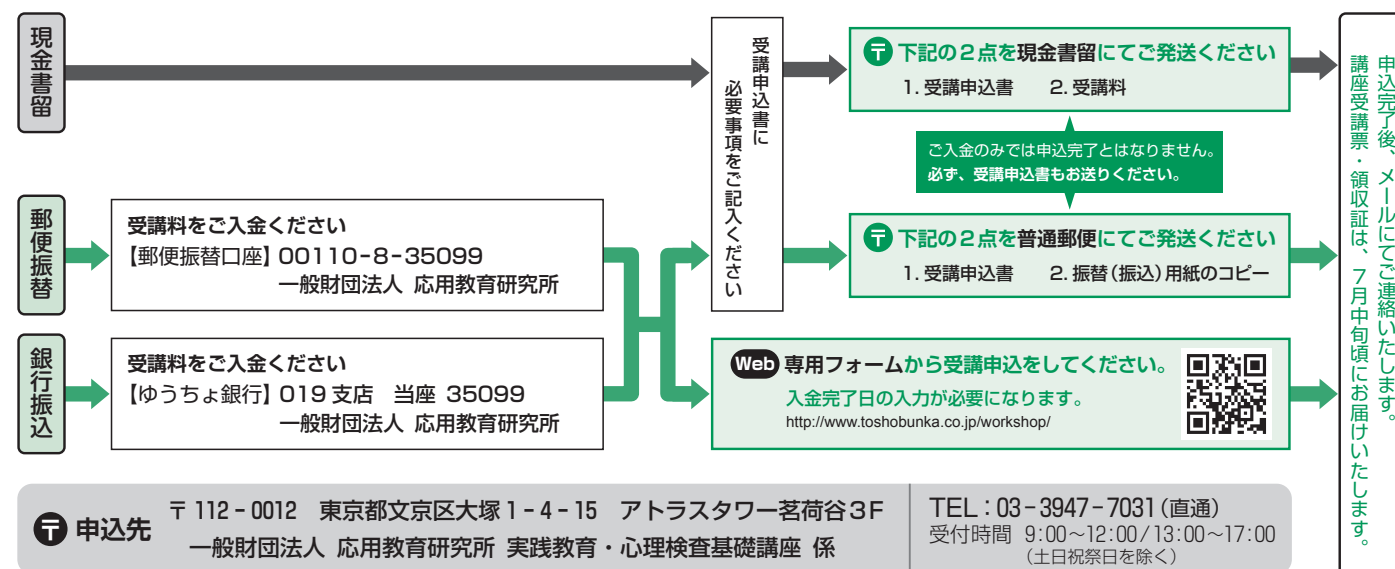 現金書留
受講申込書に
必要事項をご記入ください
〒 下記の2点を現金書留にてご発送ください
1. 受講申込書 2. 受講料
ご入金のみでは申込完了とはなりません。
必ず、受講申込書もお送りください。
郵便振替
受講料をご入金ください
【郵便振替口座】00110-8-35099
一般財団法人 応用教育研究所
〒 下記の2点を普通郵便にてご発送ください
1. 受講申込書 2. 振替(振込)用紙のコピー
銀行振込
受講料をご入金ください
【ゆうちょ銀行】019 支店 当座 35099
一般財団法人 応用教育研究所
Web 専用フォームから受講申込をしてください。
入金完了日の入力が必要になります。
http://www.toshobunka.co.jp/workshop/
申込完了後、メールにてご連絡いたします。
講座受講票・領収証は、7月中旬頃にお届けいたします。
〒 申込先
〒112-0012 東京都文京区大塚1-4-15 アトラスタワー茗荷谷3F
一般財団法人 応用教育研究所 実践教育・心理検査基礎講座 係
TEL:03-3947-7031(直通)
受付時間 9:00~12:00/13:00~17:00
(土日祝祭日を除く)